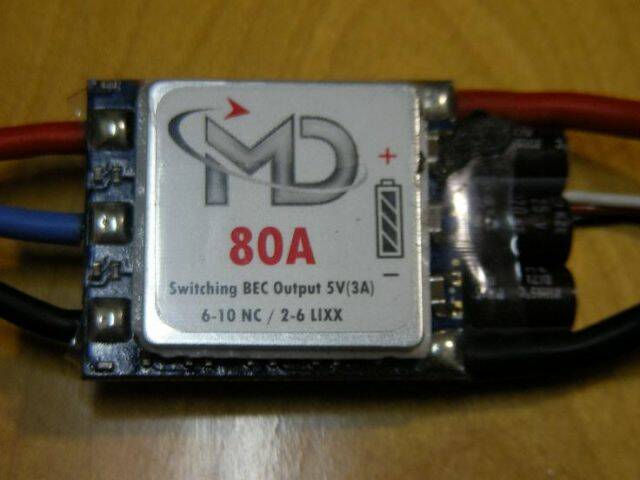 MD
80A
+
Switching BEC Output 5V(3A)
−
6-10 NC / 2-6 LIXX